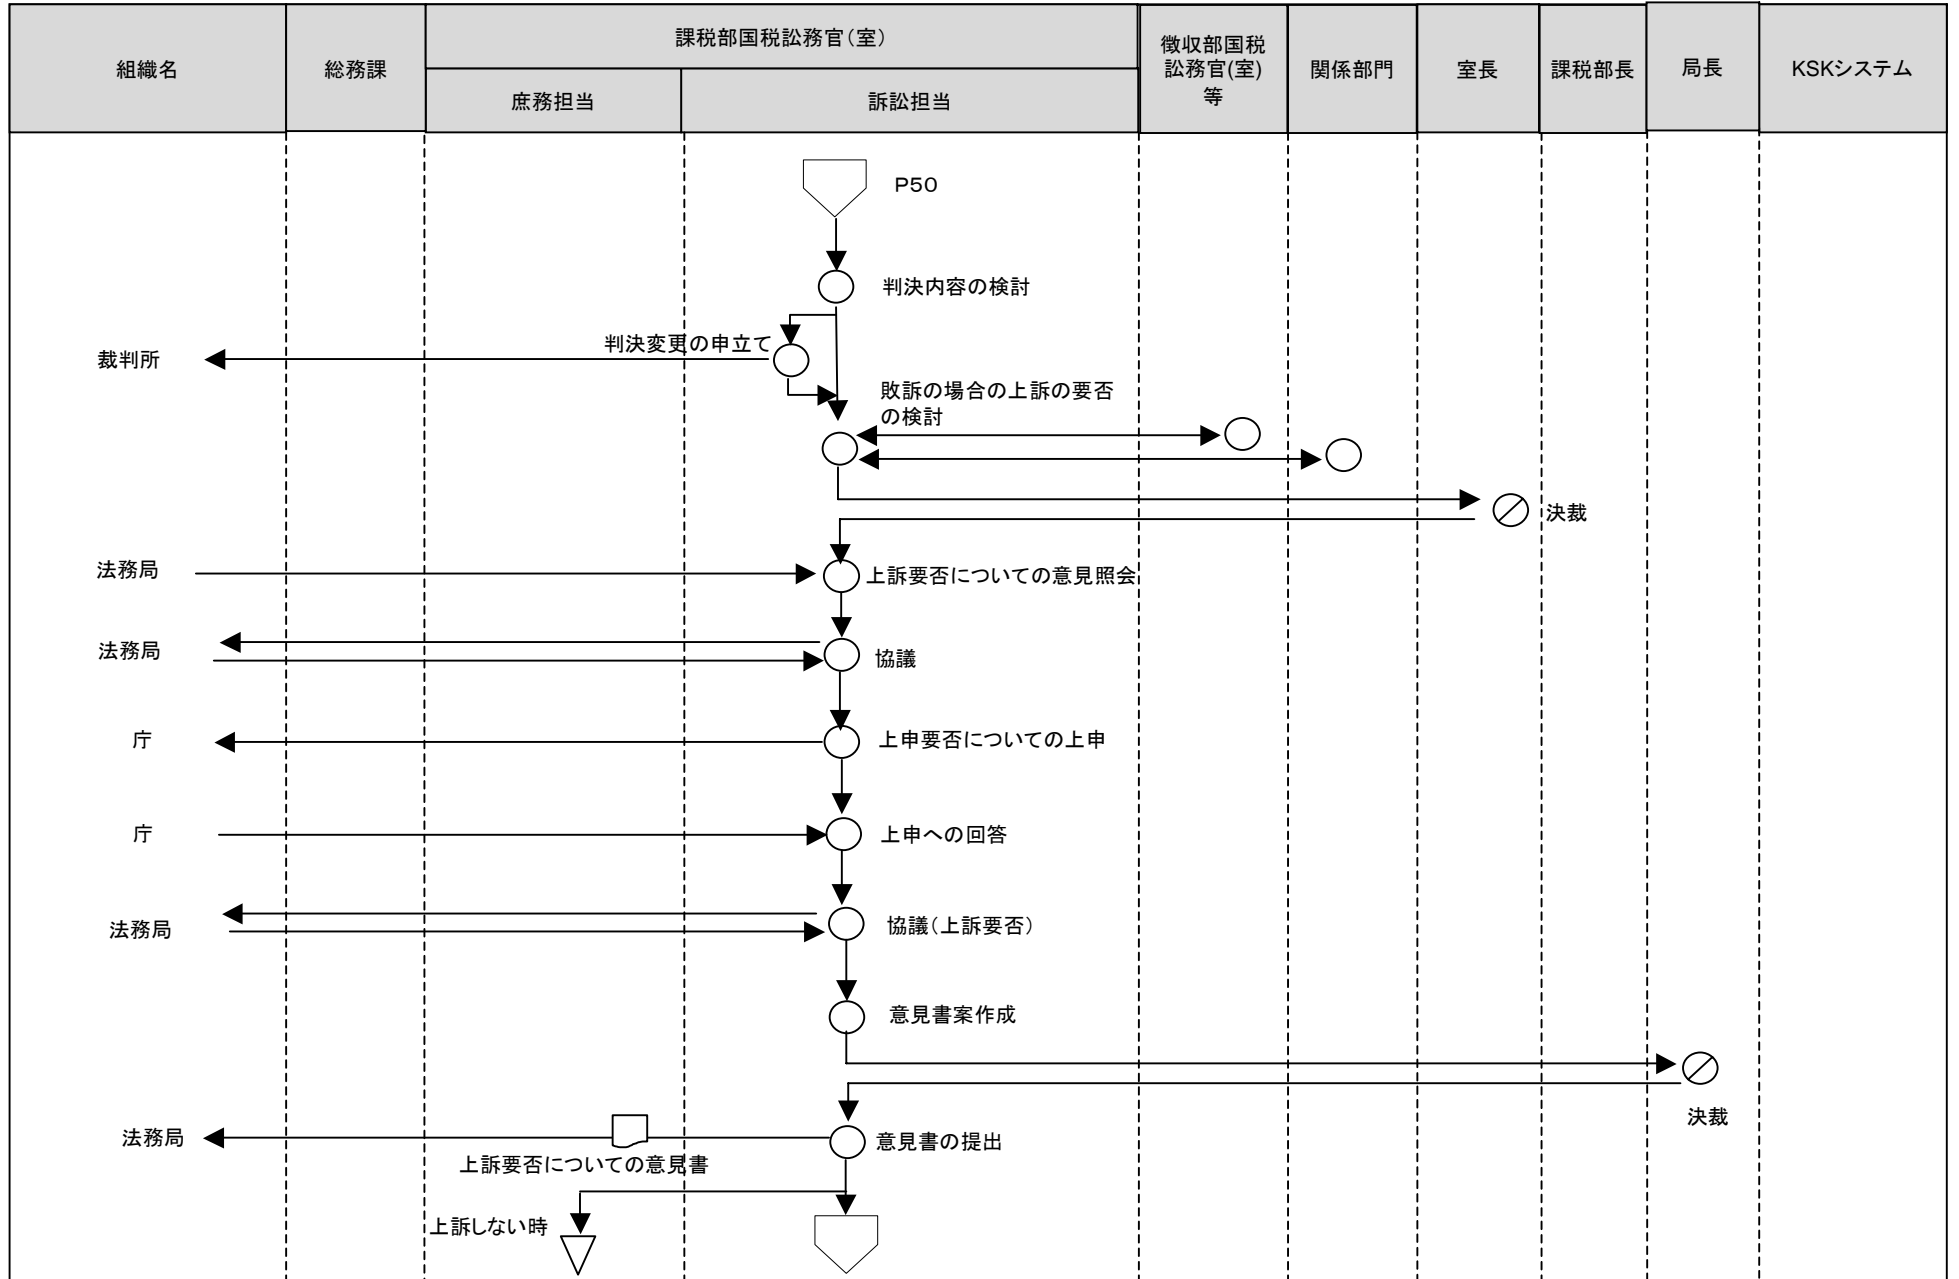 組織名
総務課
課税部国税訟務官（室）
庶務担当
訴訟担当
徴収部国税
訟務官(室)
等
関係部門
室長
課税部長
局長
KSKシステム
P50
判決内容の検討
判決変更の申立て
裁判所
敗訴の場合の上訴の要否
の検討
決裁
法務局
上訴要否についての意見照会
法務局
協議
庁
上申要否についての上申
庁
上申への回答
法務局
協議（上訴要否）
意見書案作成
決裁
法務局
意見書の提出
上訴要否についての意見書
上訴しない時